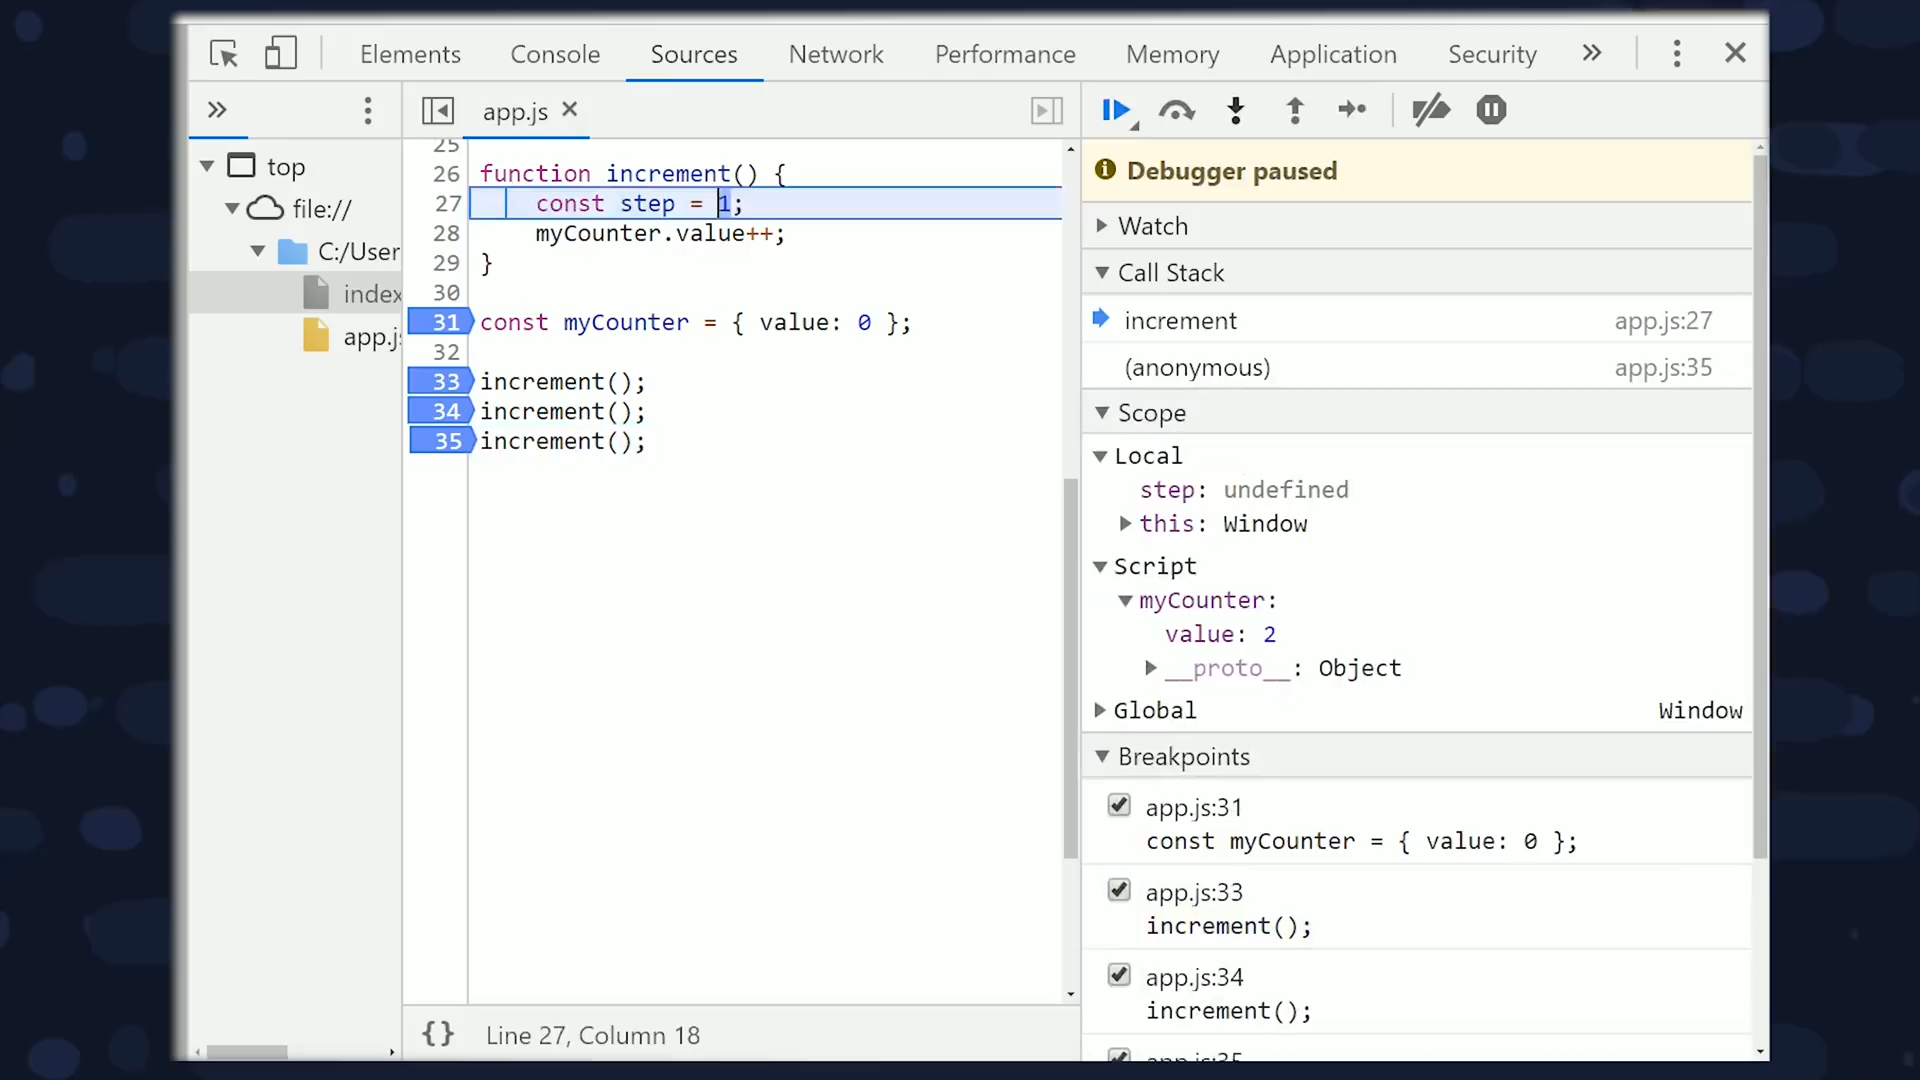 Elements Console Sources Network Performance Memory Application Security
app.js
Debugger paused
top
file://
C:/User
index
app.js
25
26 function increment() {
27 const step = 1;
28 myCounter.value++;
29 }
30
31 const myCounter = { value: 0 };
32
33 increment();
34 increment();
35 increment();
{} Line 27, Column 18
Watch
Call Stack
increment app.js:27
(anonymous) app.js:35
Scope
Local
step: undefined
this: Window
Script
myCounter:
value: 2
__proto__: Object
Global Window
Breakpoints
app.js:31
const myCounter = { value: 0 };
app.js:33
increment();
app.js:34
increment();
app.js:35